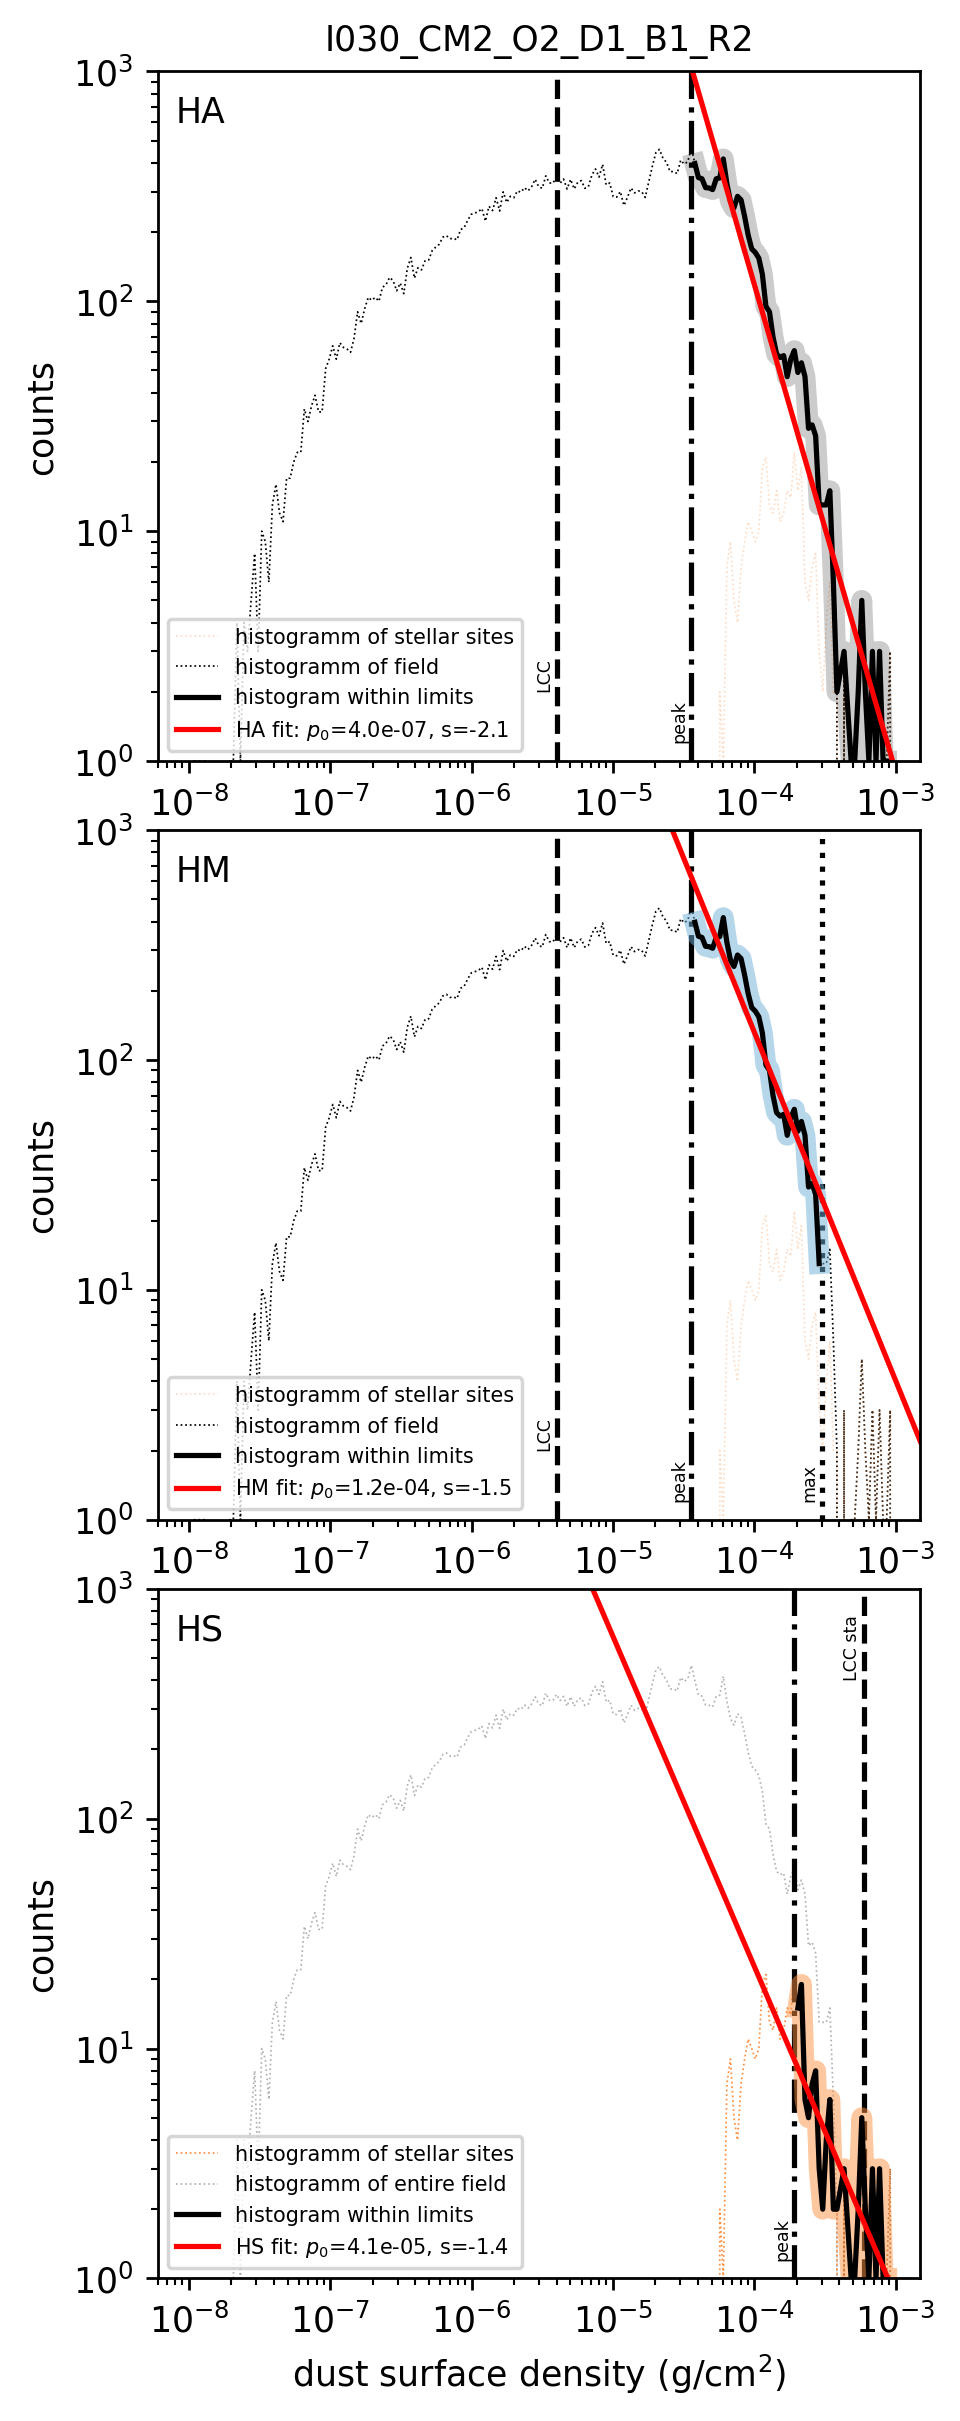 I030_CM2_O2_D1_B1_R2
10³
HA
10²
counts
10¹
LCC
peak
histogramm of stellar sites
histogramm of field
histogram within limits
HA fit: p₀=4.0e-07, s=-2.1
10⁰
10⁻⁸ 10⁻⁷ 10⁻⁶ 10⁻⁵ 10⁻⁴ 10⁻³
10³
HM
10²
counts
10¹
LCC
peak
max
histogramm of stellar sites
histogramm of field
histogram within limits
HM fit: p₀=1.2e-04, s=-1.5
10⁰
10⁻⁸ 10⁻⁷ 10⁻⁶ 10⁻⁵ 10⁻⁴ 10⁻³
10³
HS
LCC sta
10²
counts
10¹
peak
histogramm of stellar sites
histogramm of entire field
histogram within limits
HS fit: p₀=4.1e-05, s=-1.4
10⁰
10⁻⁸ 10⁻⁷ 10⁻⁶ 10⁻⁵ 10⁻⁴ 10⁻³
dust surface density (g/cm²)